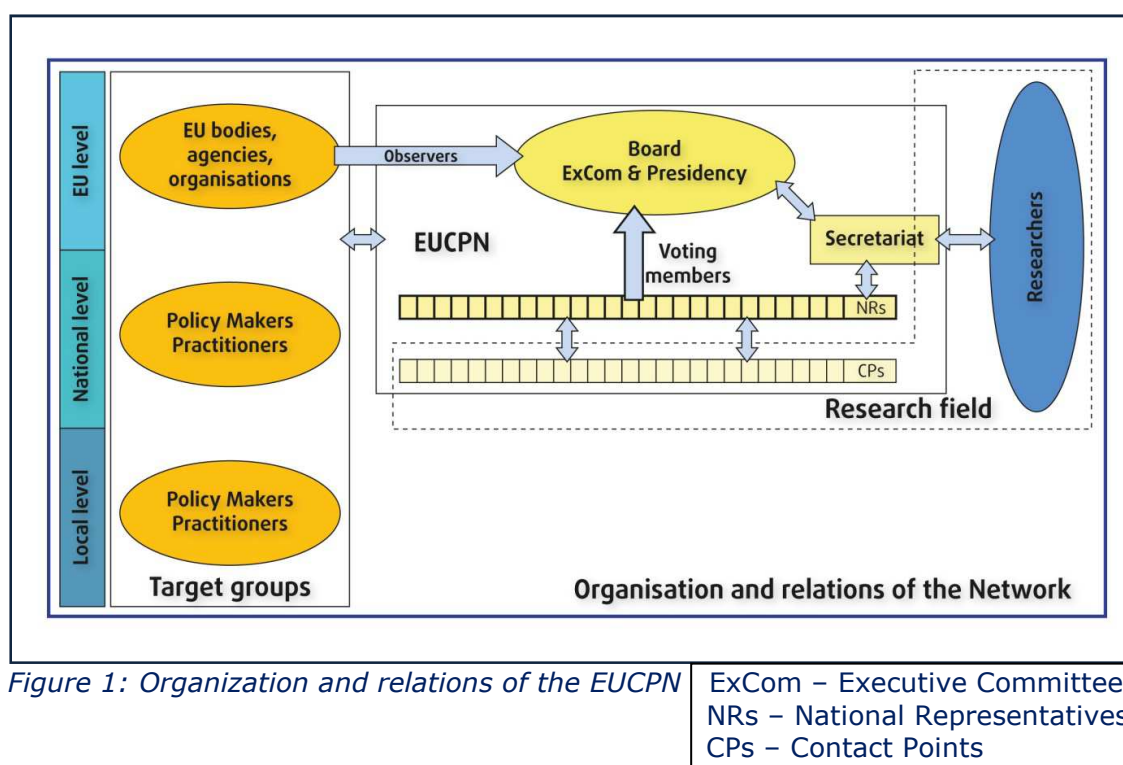 EU level
National level
Local level
EU bodies,
agencies,
organisations
Policy Makers
Practitioners
Policy Makers
Practitioners
Target groups
Observers
Board
ExCom & Presidency
EUCPN
Voting
members
Secretariat
NRs
CPs
Research field
Researchers
Organisation and relations of the Network
Figure 1: Organization and relations of the EUCPN
ExCom – Executive Committee
NRs – National Representatives
CPs – Contact Points